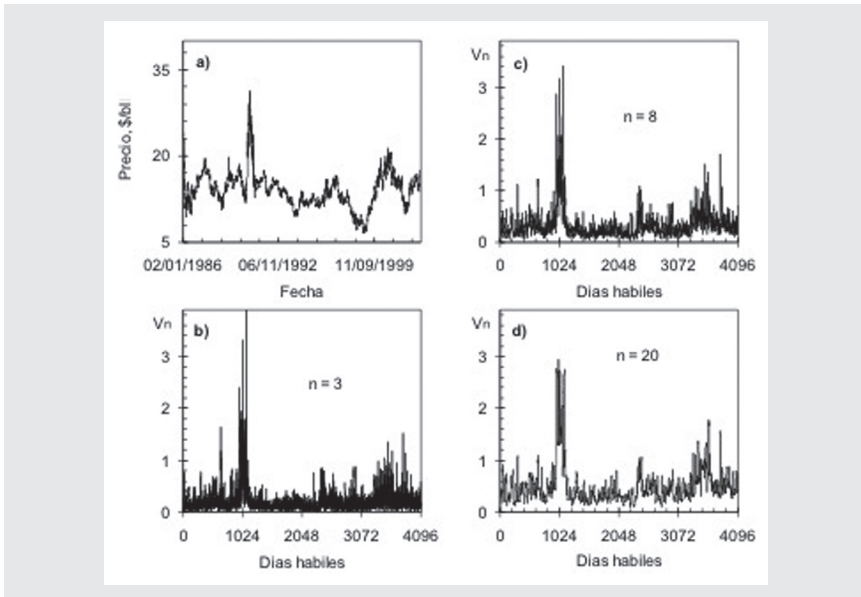 a)
Precio, $/bl
35
20
5
02/01/1986 06/11/1992 11/09/1999
Fecha
Vn
c)
n = 8
3
2
1
0
0 1024 2048 3072 4096
Dias habiles
Vn
b)
n = 3
3
2
1
0
0 1024 2048 3072 4096
Dias habiles
Vn
d)
n = 20
3
2
1
0
0 1024 2048 3072 4096
Dias habiles